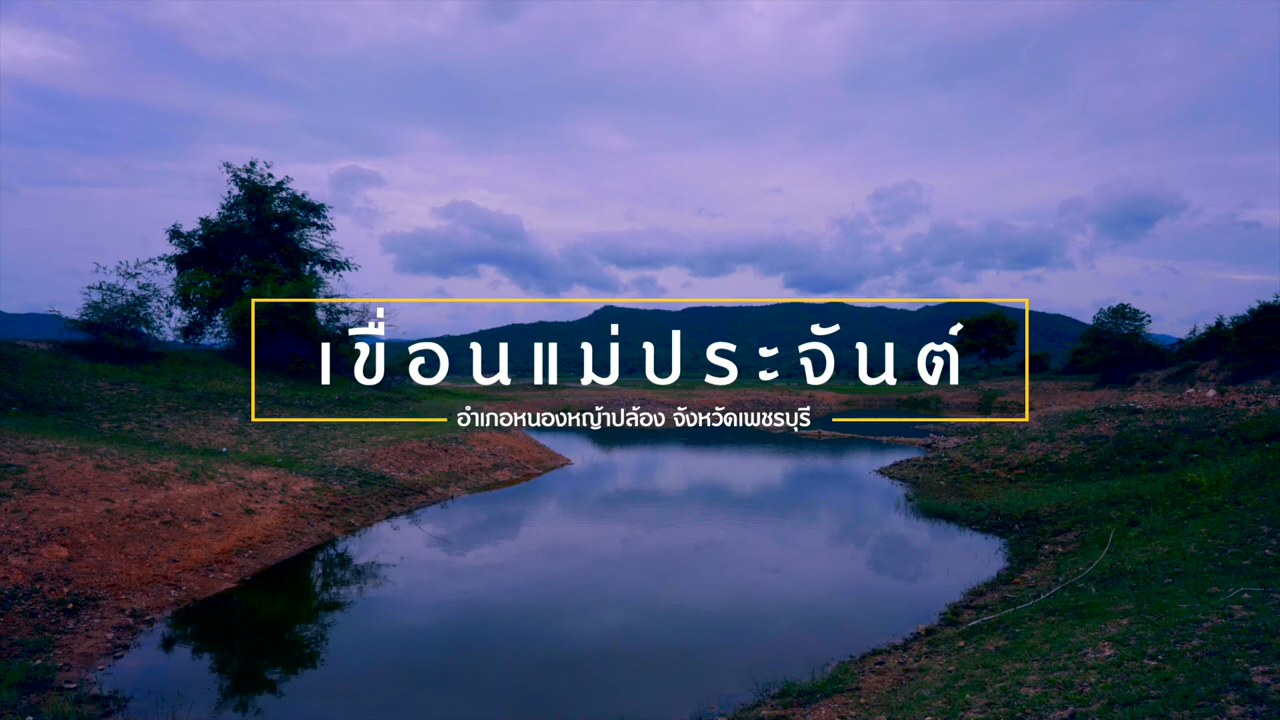 เขื่อนแม่ประจันต์
อำเภอหนองหญ้าปล้อง จังหวัดเพชรบุรี